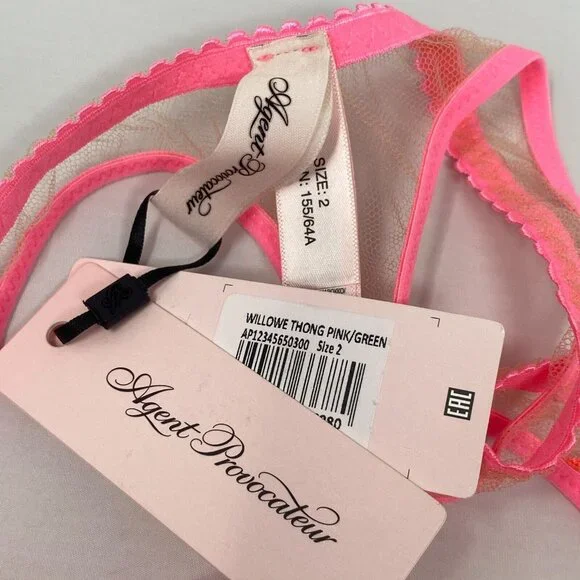 Agent Provocateur
SIZE: 2
N: 155/64A
WILLOWE THONG PINK/GREEN
AP12345650300 Size 2
EAC
Agent Provocateur